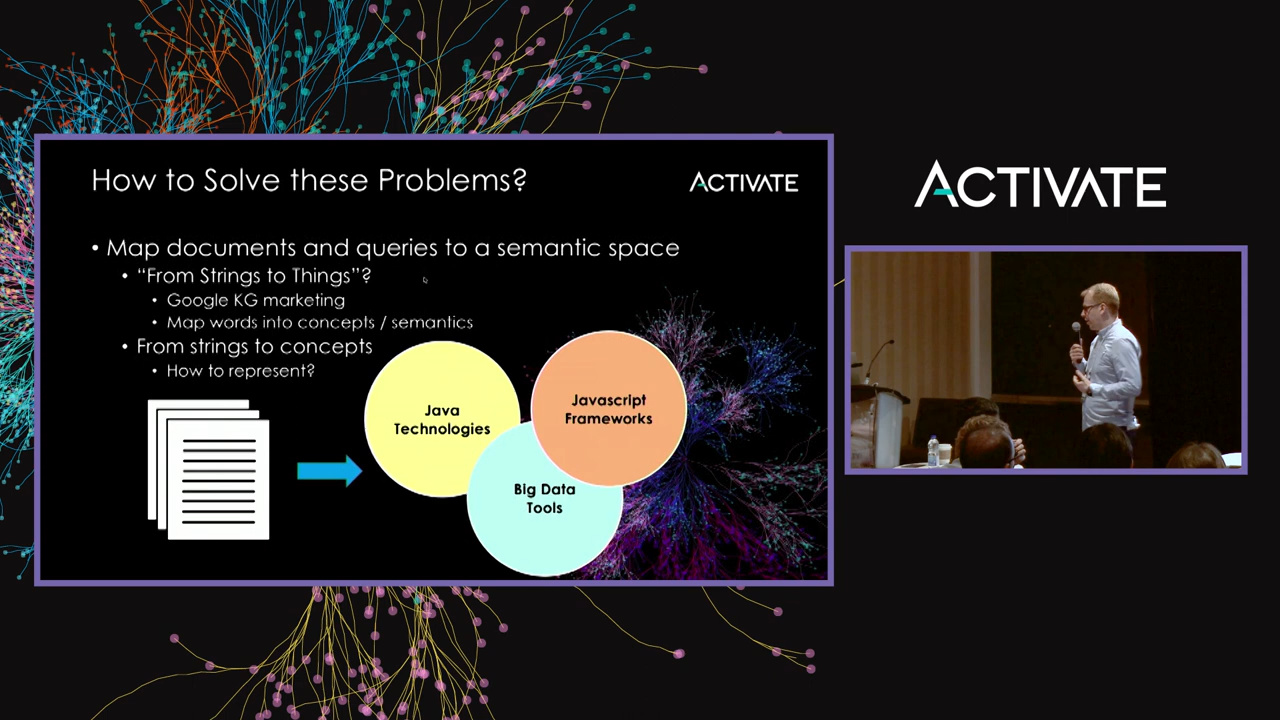 How to Solve these Problems?
ACTIVATE
• Map documents and queries to a semantic space
• “From Strings to Things”?
• Google KG marketing
• Map words into concepts / semantics
• From strings to concepts
• How to represent?
Java
Technologies
Javascript
Frameworks
Big Data
Tools
ACTIVATE